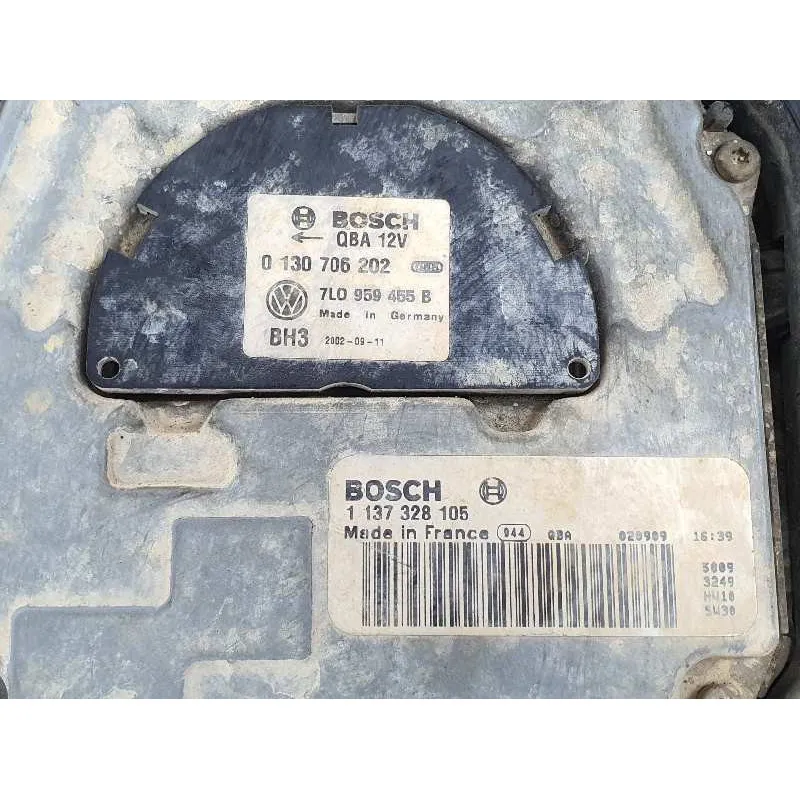 BOSCH
← QBA 12V
0 130 706 202
7L0 959 455 B
Made in Germany
BH3 2002-09-11
BOSCH
1 137 328 105
Made in France 944 QBA 020909 16:39
5009
3249
HW10
SW30